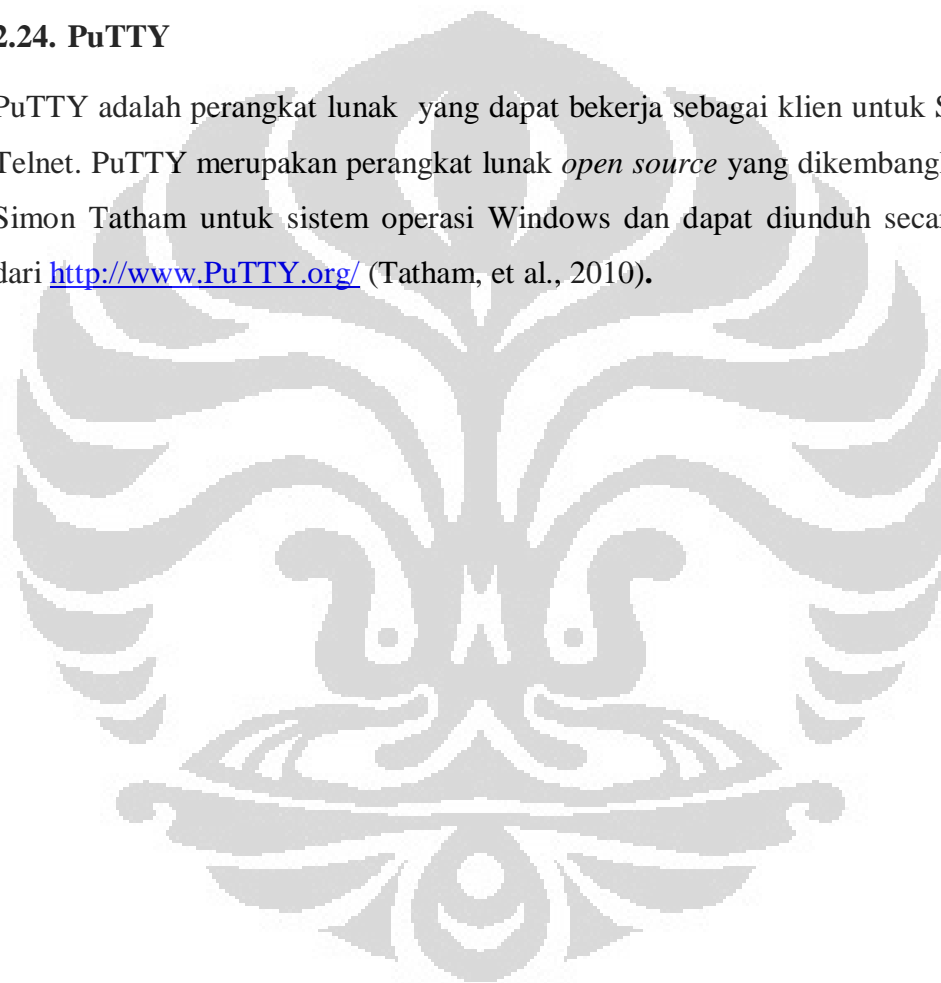 2.24. PuTTY
PuTTY adalah perangkat lunak yang dapat bekerja sebagai klien untuk
Telnet. PuTTY merupakan perangkat lunak open source yang
Simon Tatham untuk sistem operasi Windows dan dapat diunduh
dari http://www.PuTTY.org/ (Tatham, et al., 2010).